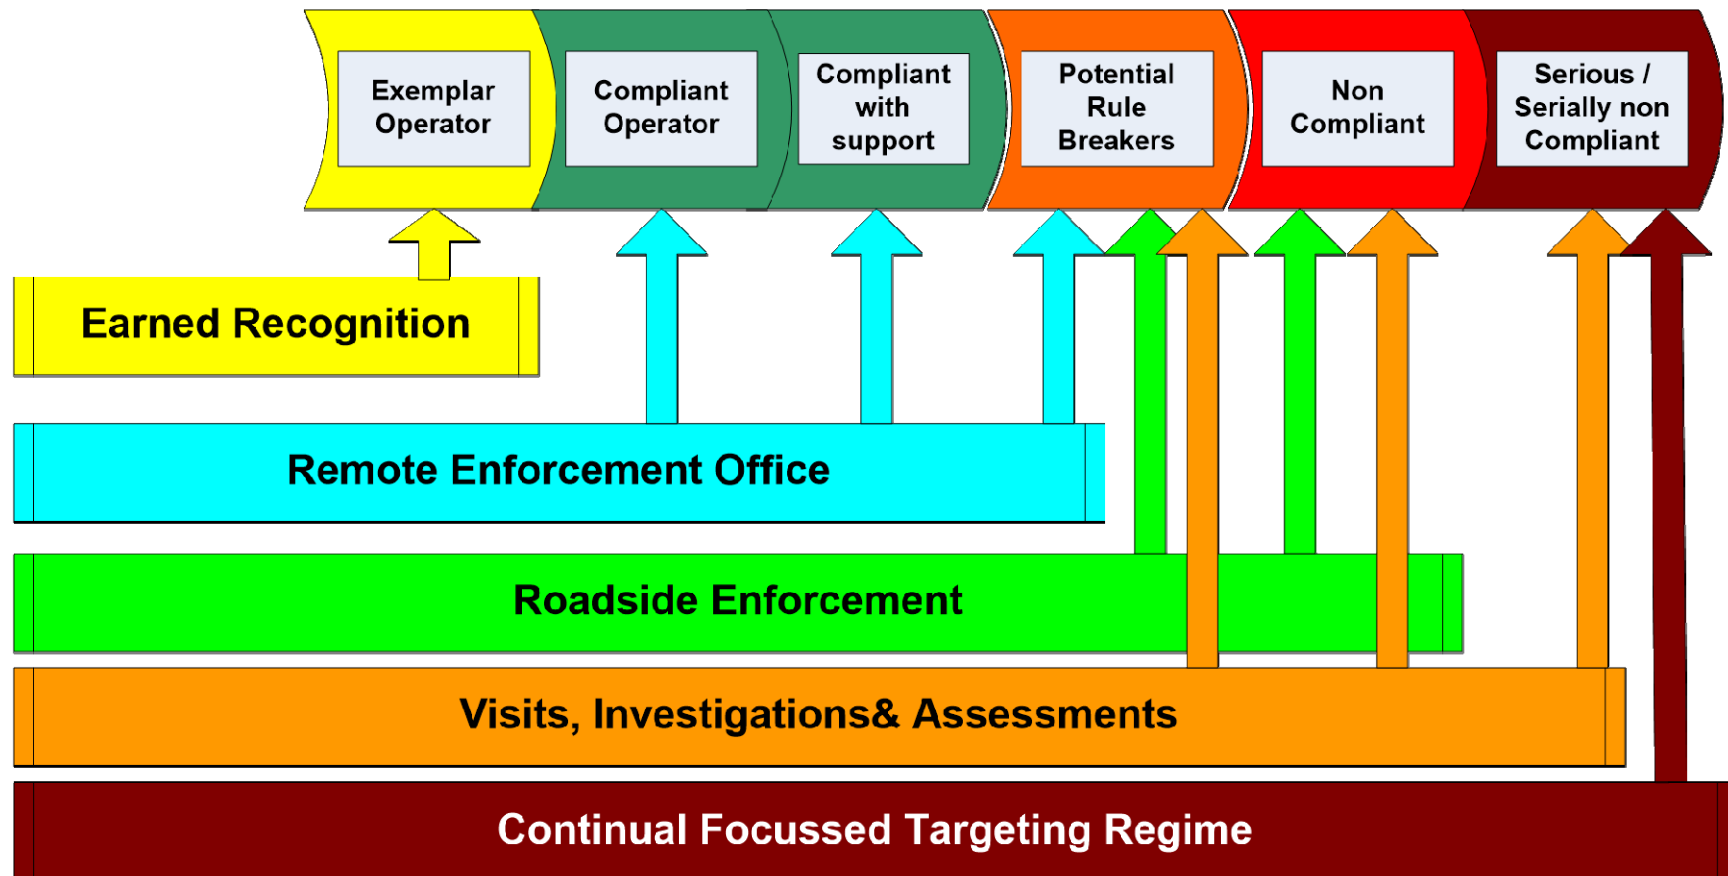 Exemplar
Operator
Compliant
Operator
Compliant
with
support
Potential
Rule
Breakers
Non
Compliant
Serious /
Serially non
Compliant
Earned Recognition
Remote Enforcement Office
Roadside Enforcement
Visits, Investigations& Assessments
Continual Focussed Targeting Regime